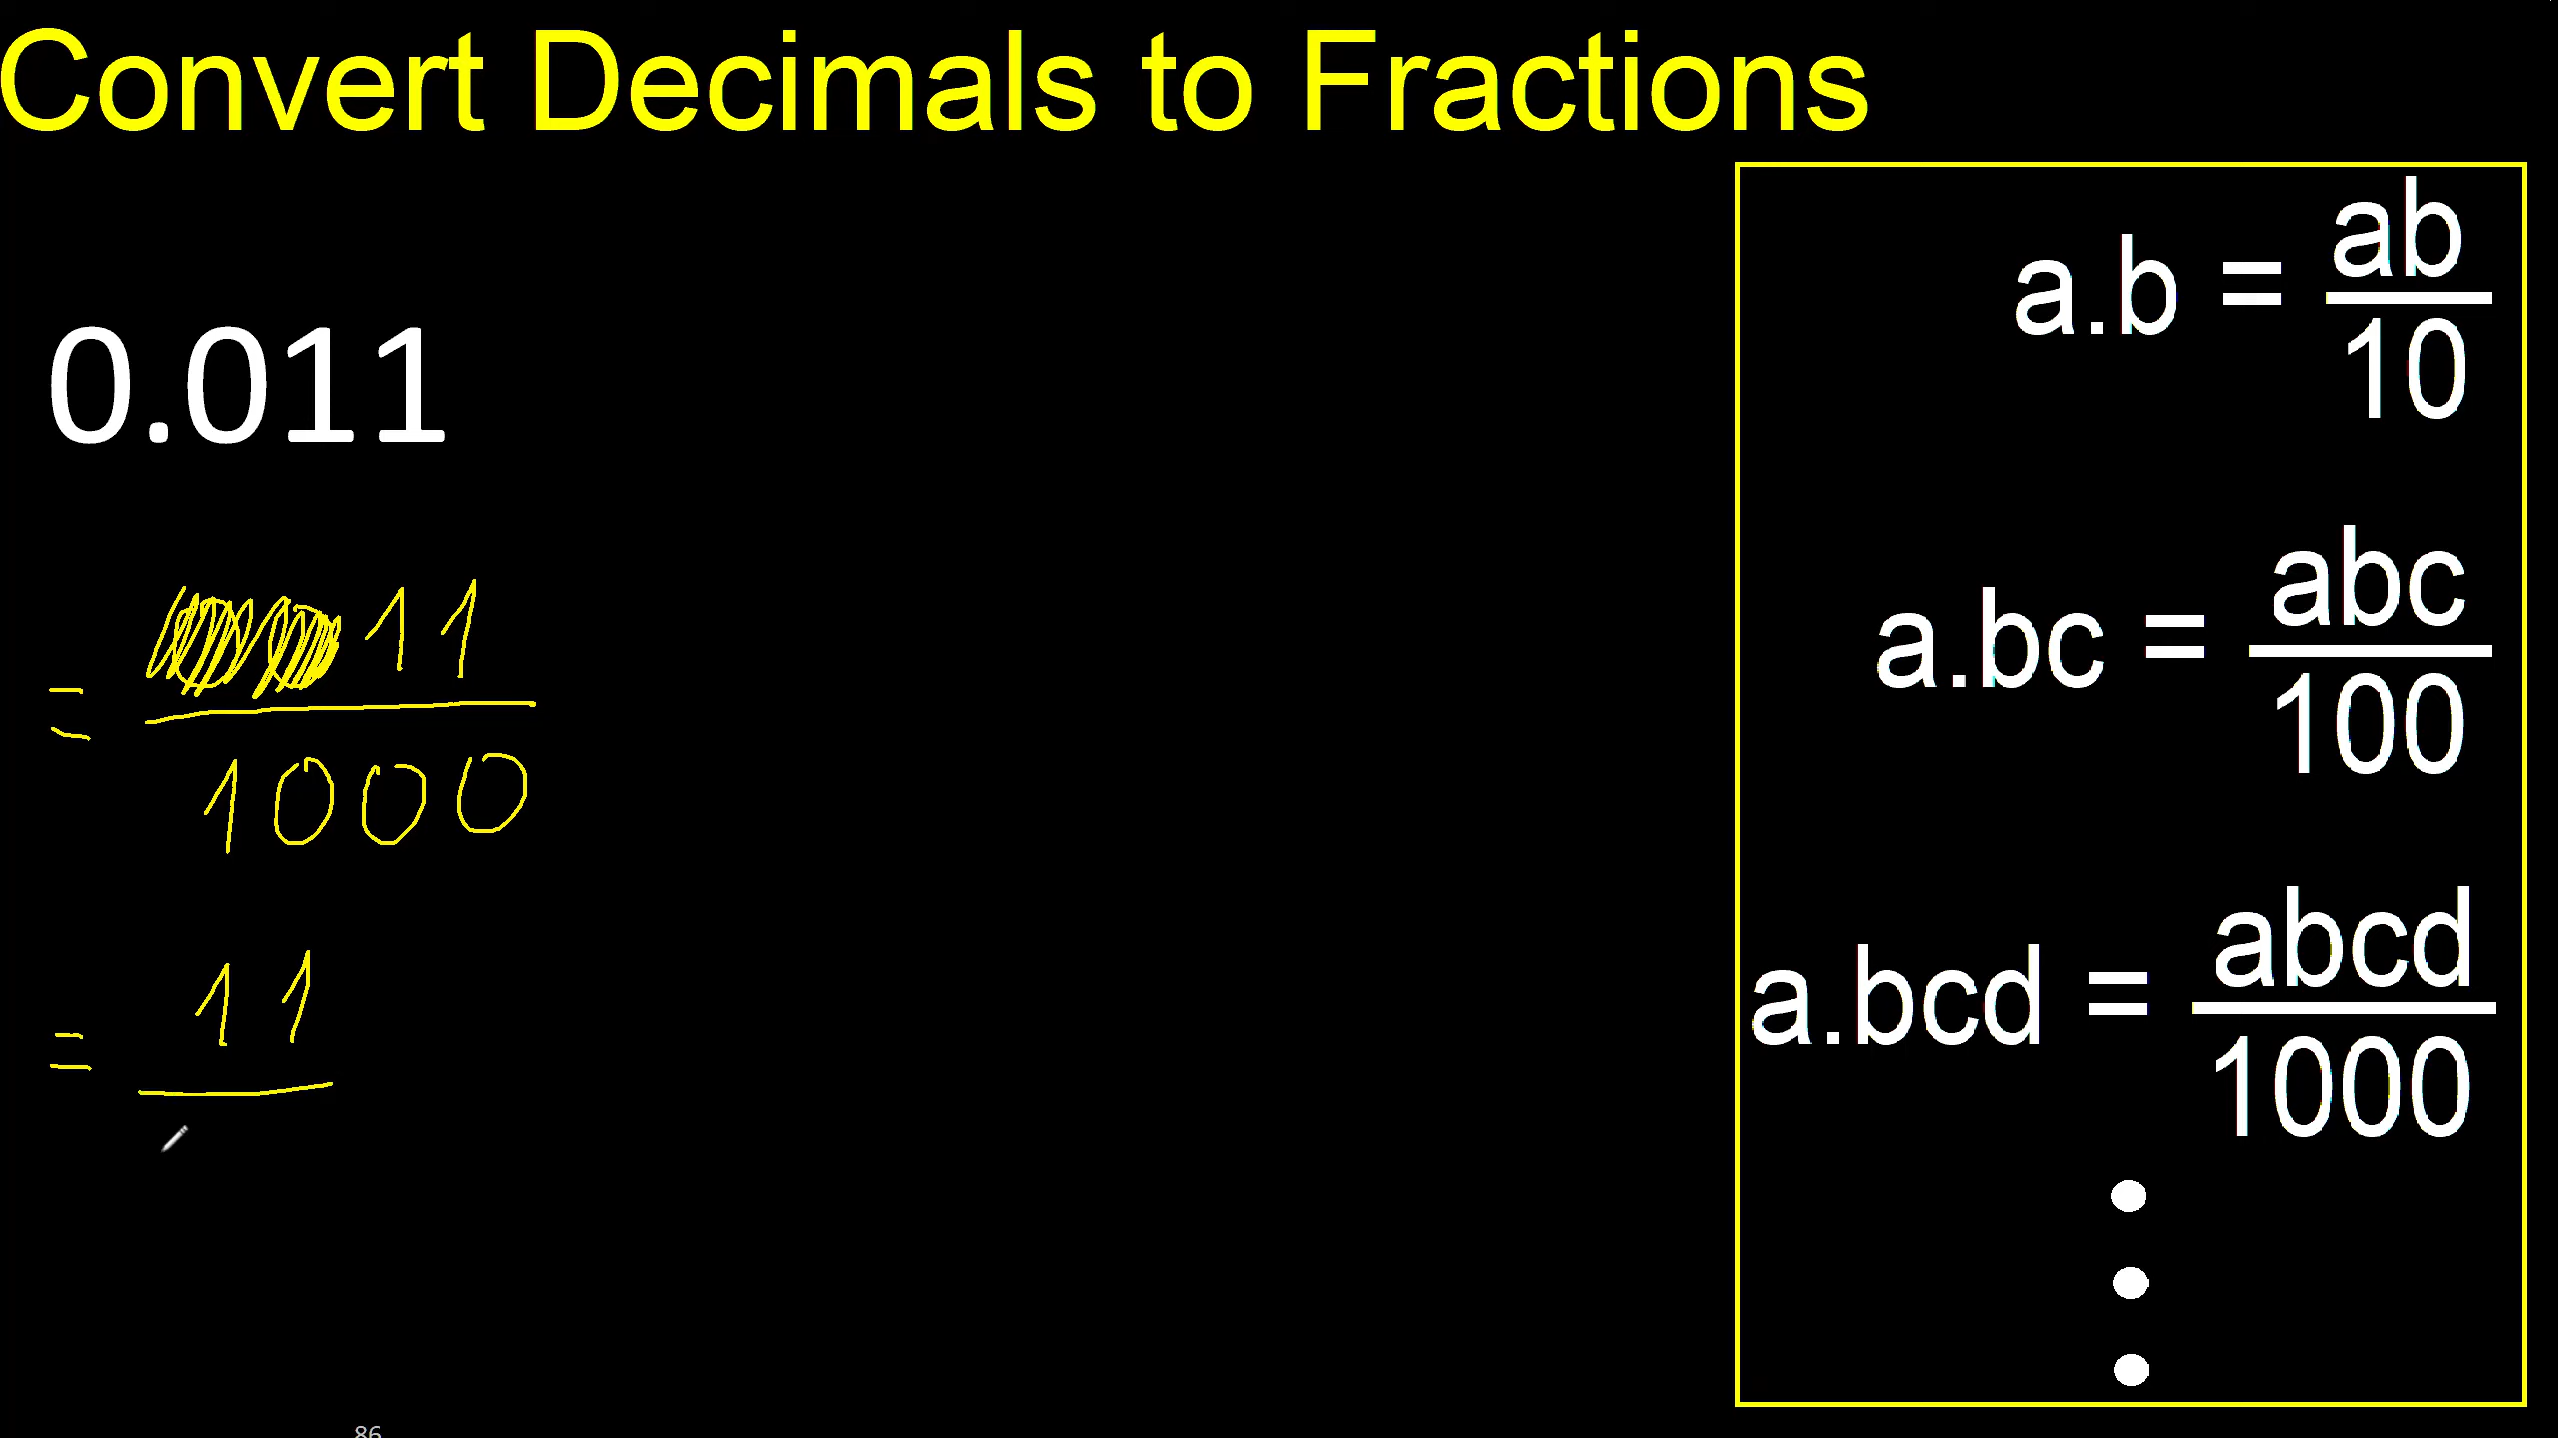 Convert Decimals to Fractions
0.011
= 11
1000
= 11
a.b = ab
10
a.bc = abc
100
a.bcd = abcd
1000
86